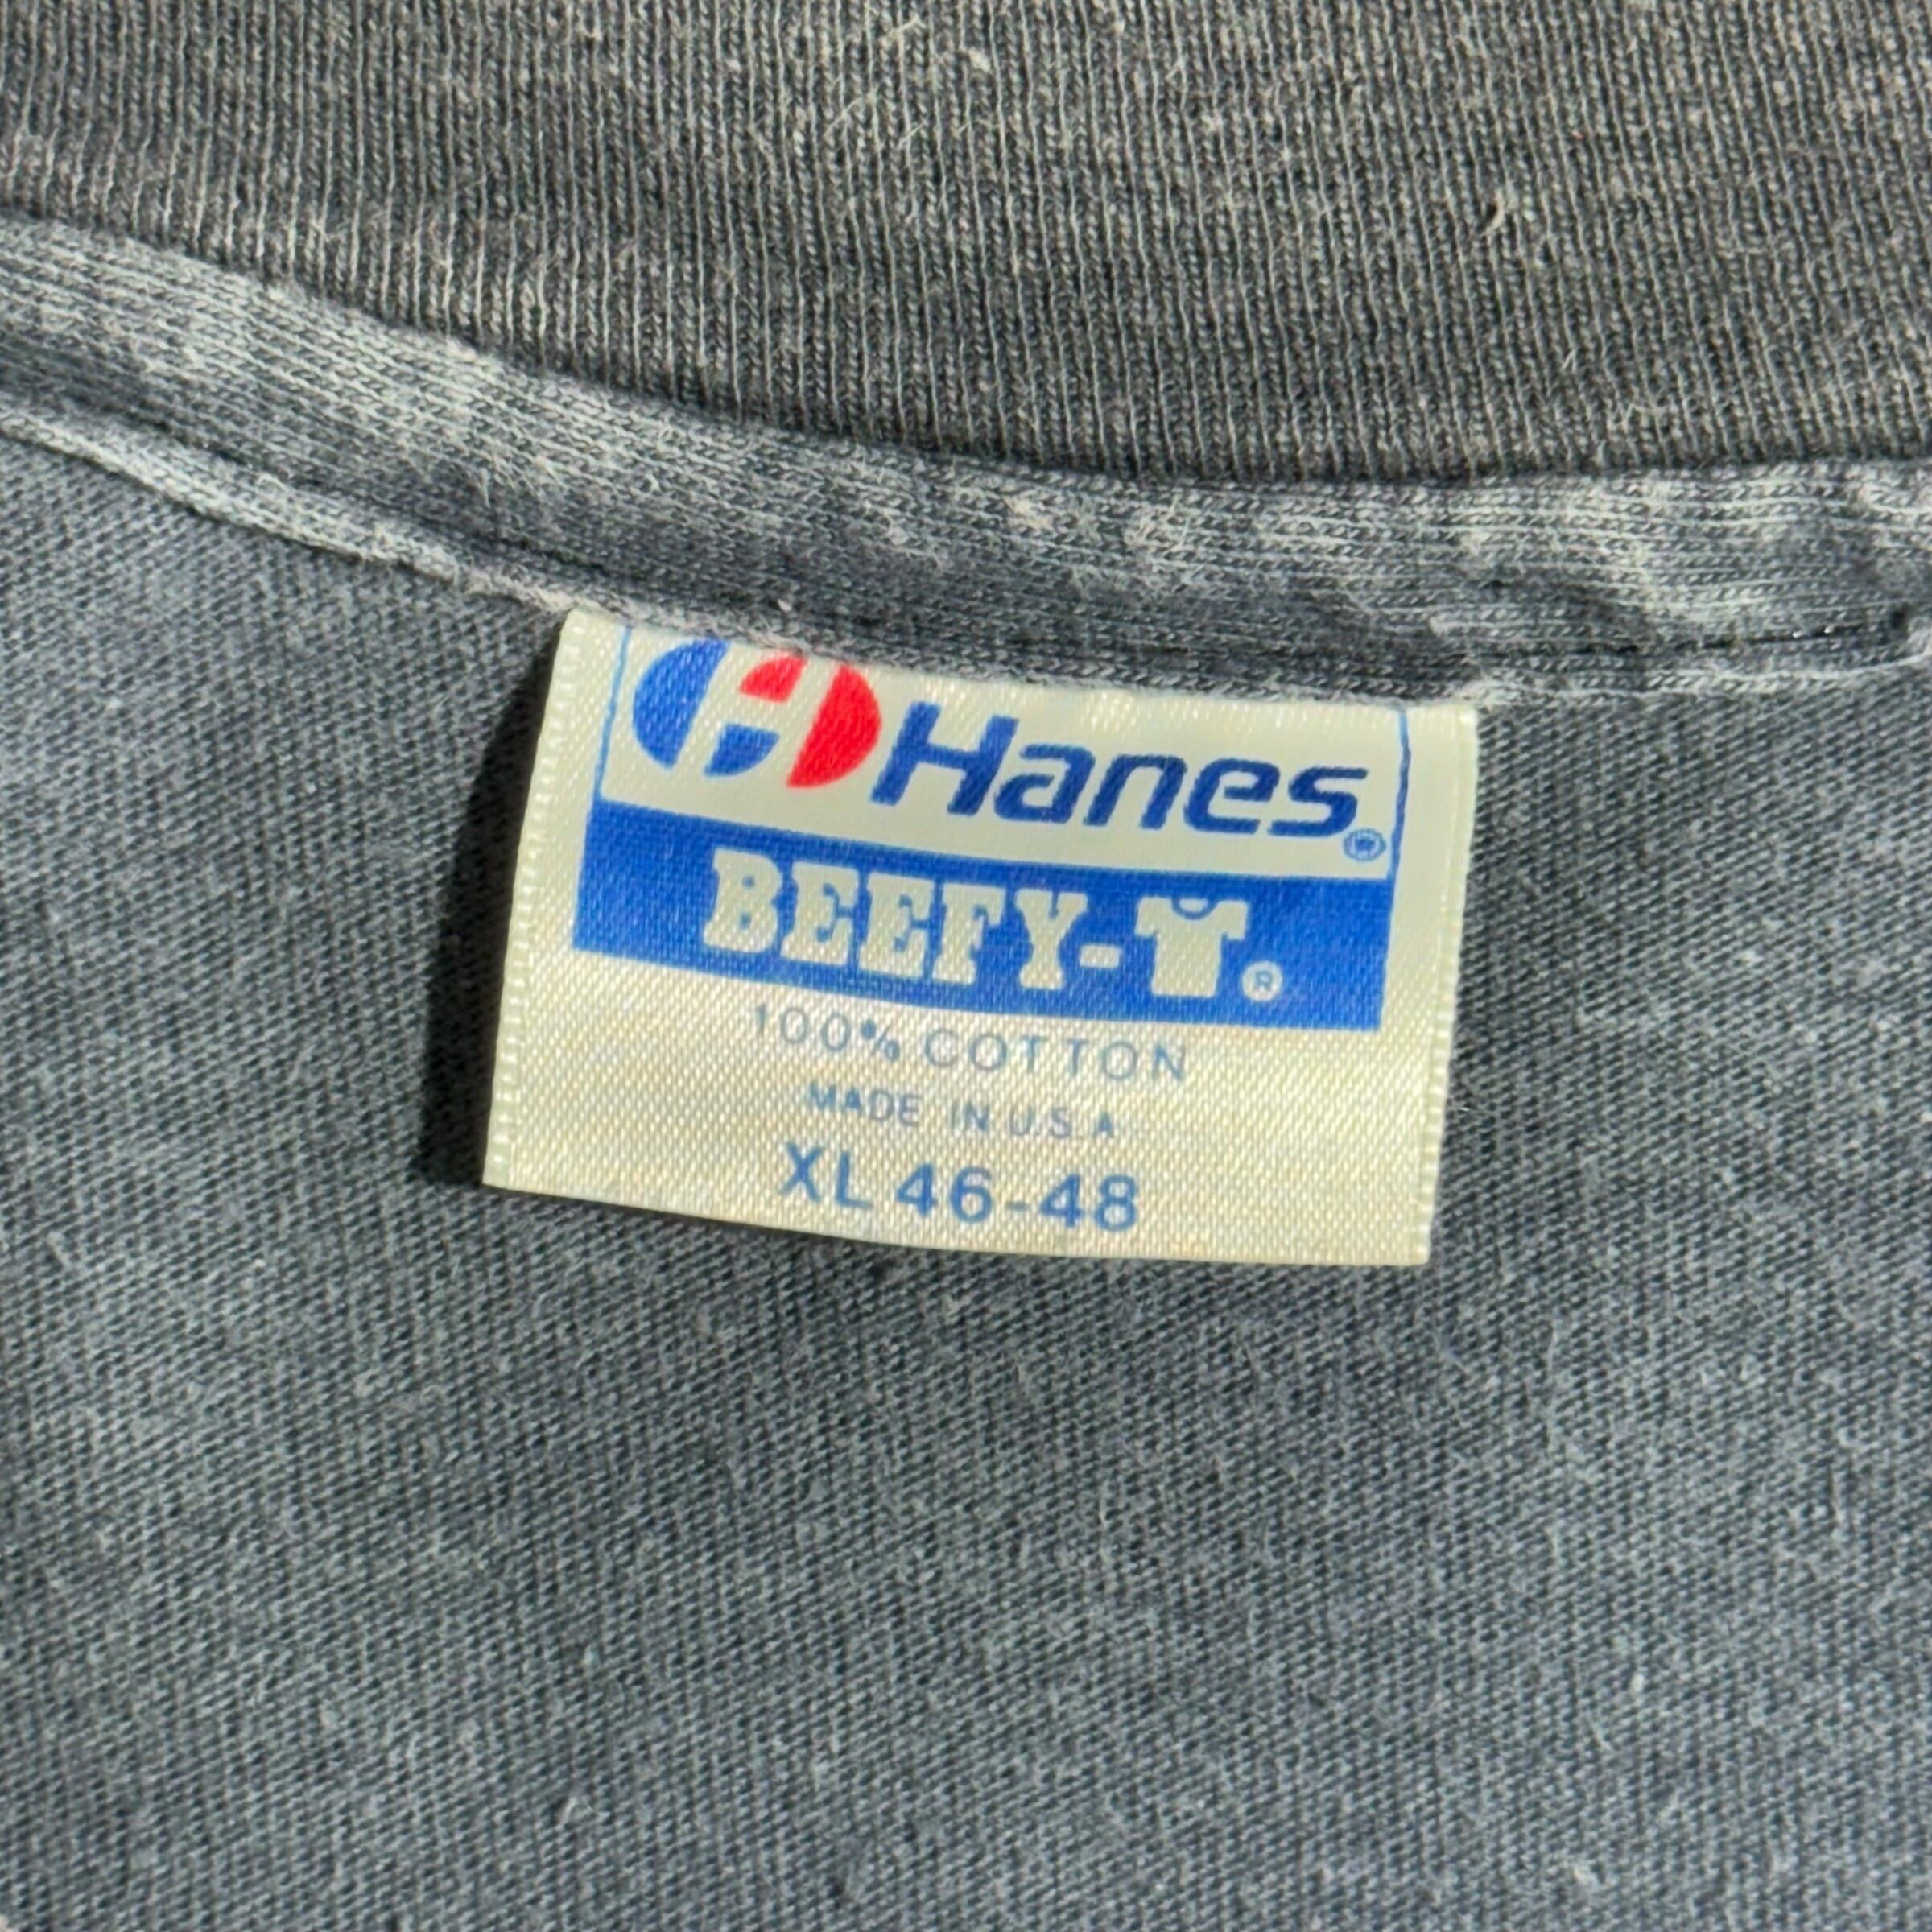 Hanes®
BEEFY-T®
100% COTTON
MADE IN U.S.A.
XL 46-48